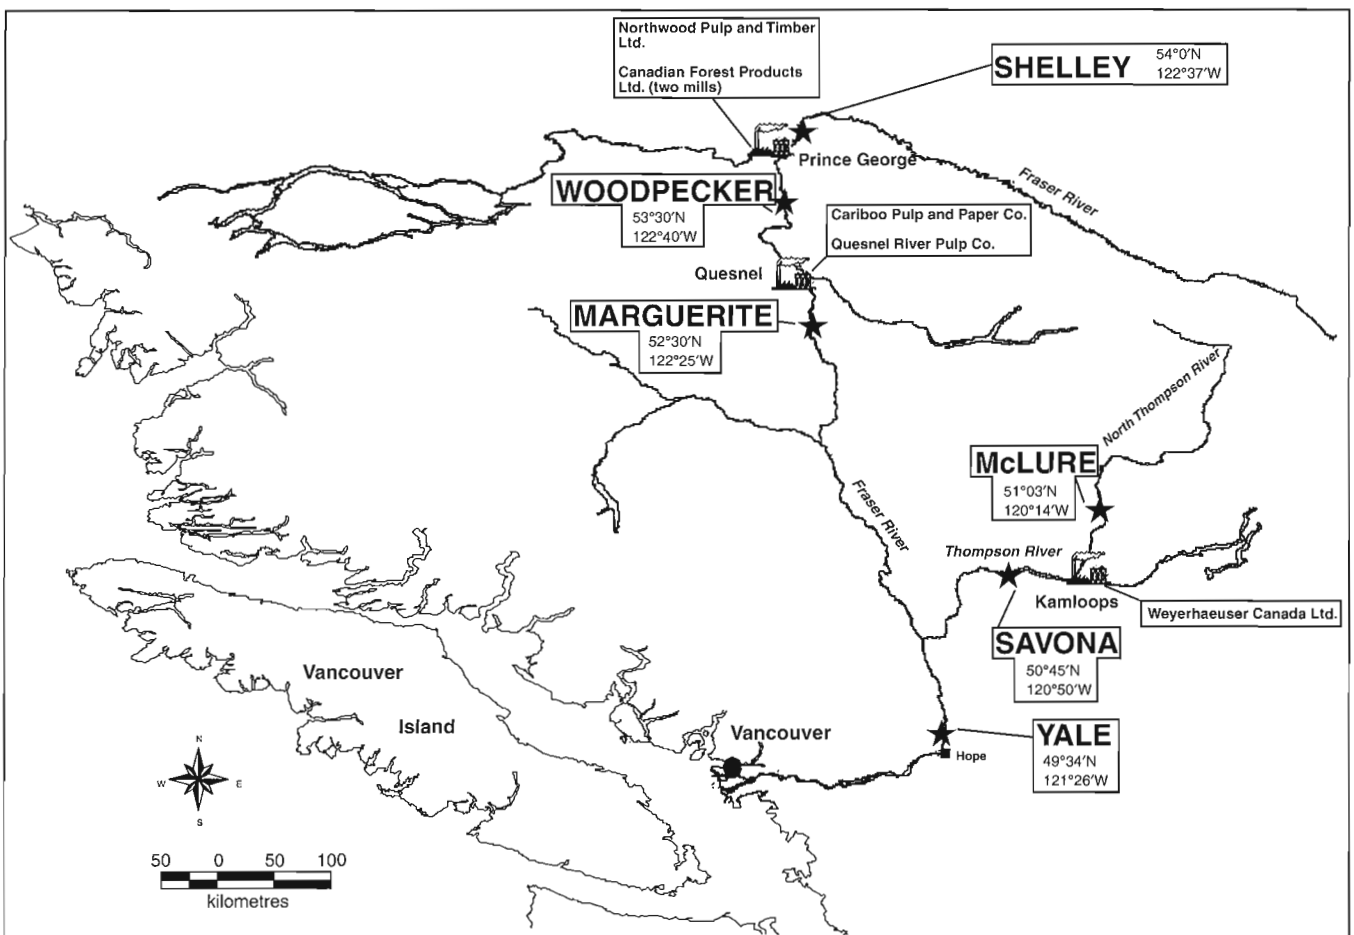 Northwood Pulp and Timber
Ltd.
Canadian Forest Products
Ltd. (two mills)
SHELLEY
54°0′N
122°37′W
Prince George
Fraser River
WOODPECKER
53°30′N
122°40′W
Cariboo Pulp and Paper Co.
Quesnel River Pulp Co.
Quesnel
MARGUERITE
52°30′N
122°25′W
North Thompson River
McLURE
51°03′N
120°14′W
Fraser River
Thompson River
Kamloops
Weyerhaeuser Canada Ltd.
SAVONA
50°45′N
120°50′W
Vancouver
Island
Vancouver
YALE
49°34′N
121°26′W
Hope
N
W
E
S
50 0 50 100
kilometres